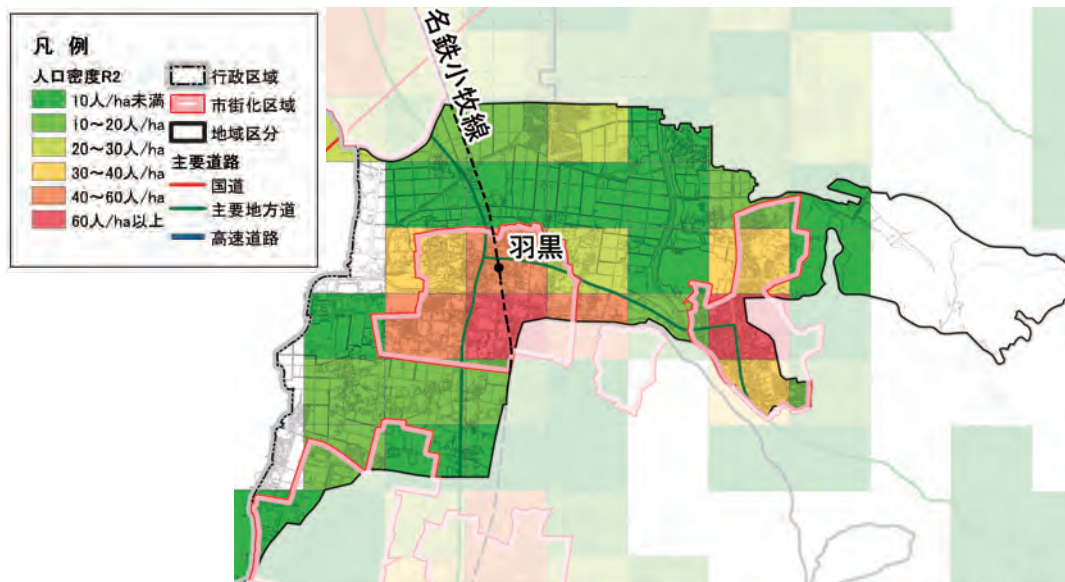 凡 例
人口密度R2
10人/ha未満
10～20人/ha
20～30人/ha
30～40人/ha
40～60人/ha
60人/ha以上
行政区域
市街化区域
地域区分
主要道路
国道
主要地方道
高速道路
名鉄小牧線
羽黒